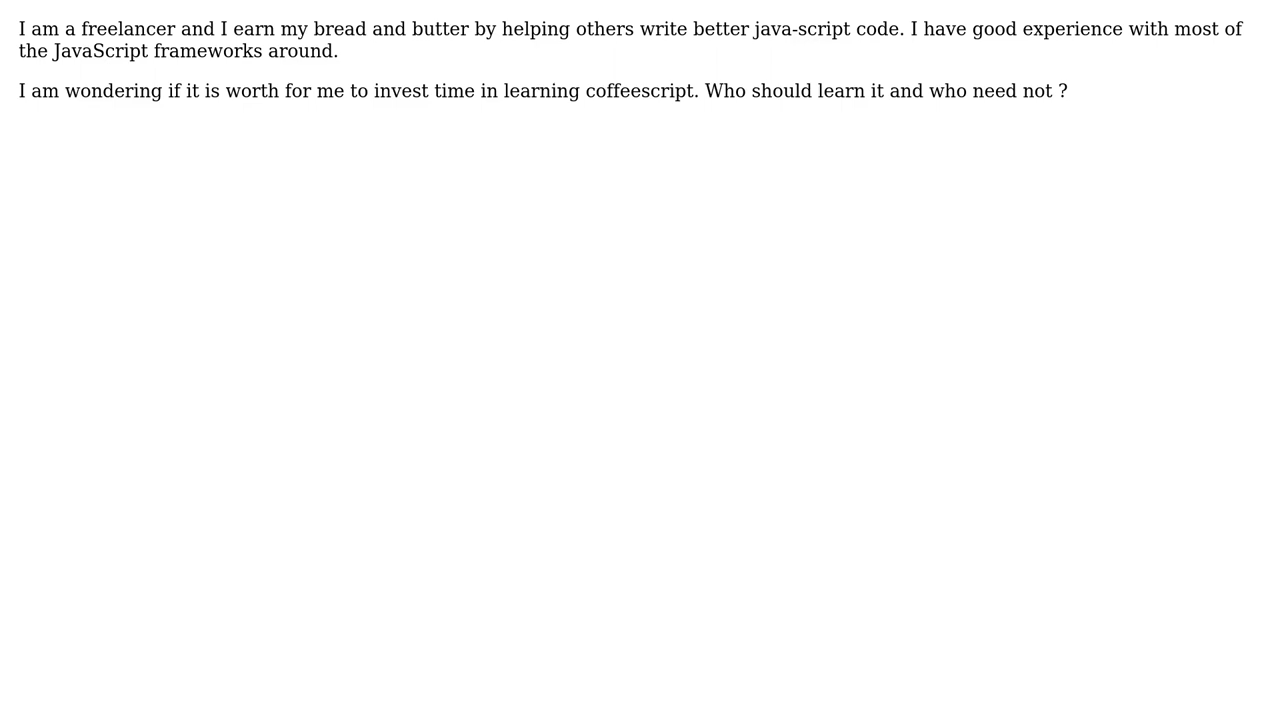 I am a freelancer and I earn my bread and butter by helping others write better java-script code. I have good experience with most of
the JavaScript frameworks around.
I am wondering if it is worth for me to invest time in learning coffeescript. Who should learn it and who need not ?